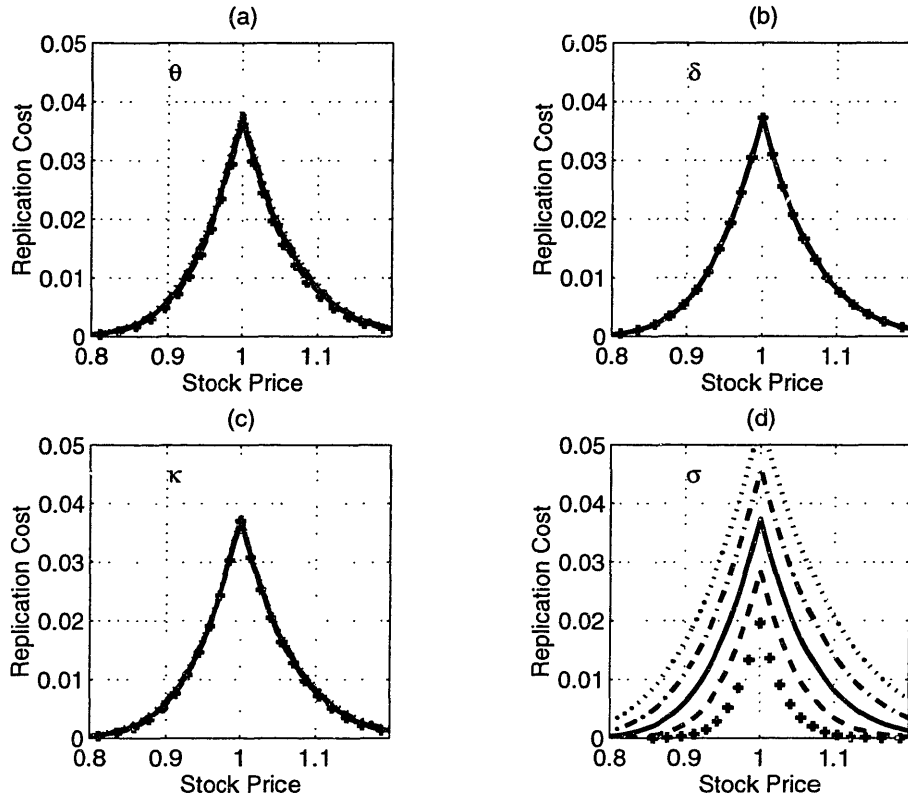 (a)
0.05
0.04
0.03
0.02
0.01
0
Replication Cost
θ
0.8 0.9 1 1.1
Stock Price
(b)
0.05
0.04
0.03
0.02
0.01
0
Replication Cost
δ
0.8 0.9 1 1.1
Stock Price
(c)
0.05
0.04
0.03
0.02
0.01
0
Replication Cost
κ
0.8 0.9 1 1.1
Stock Price
(d)
0.05
0.04
0.03
0.02
0.01
0
Replication Cost
σ
0.8 0.9 1 1.1
Stock Price